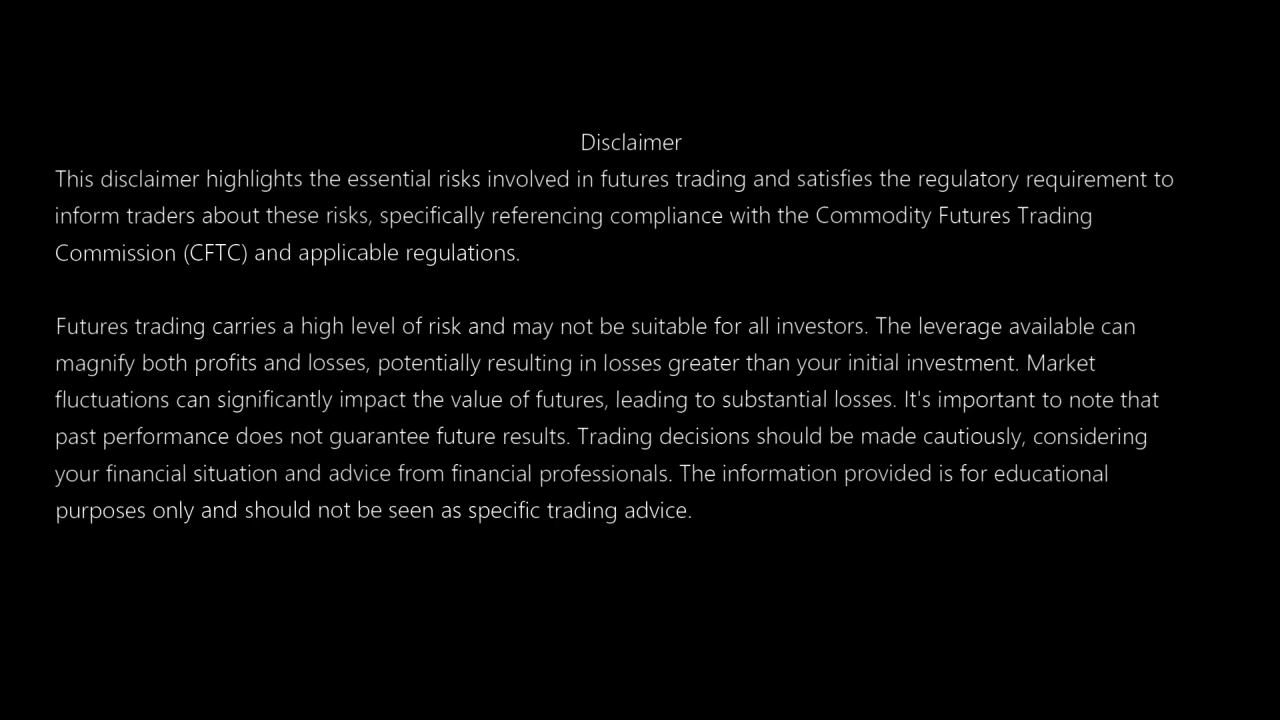 Disclaimer
This disclaimer highlights the essential risks involved in futures trading and satisfies the regulatory requirement to
inform traders about these risks, specifically referencing compliance with the Commodity Futures Trading
Commission (CFTC) and applicable regulations.
Futures trading carries a high level of risk and may not be suitable for all investors. The leverage available can
magnify both profits and losses, potentially resulting in losses greater than your initial investment. Market
fluctuations can significantly impact the value of futures, leading to substantial losses. It's important to note that
past performance does not guarantee future results. Trading decisions should be made cautiously, considering
your financial situation and advice from financial professionals. The information provided is for educational
purposes only and should not be seen as specific trading advice.